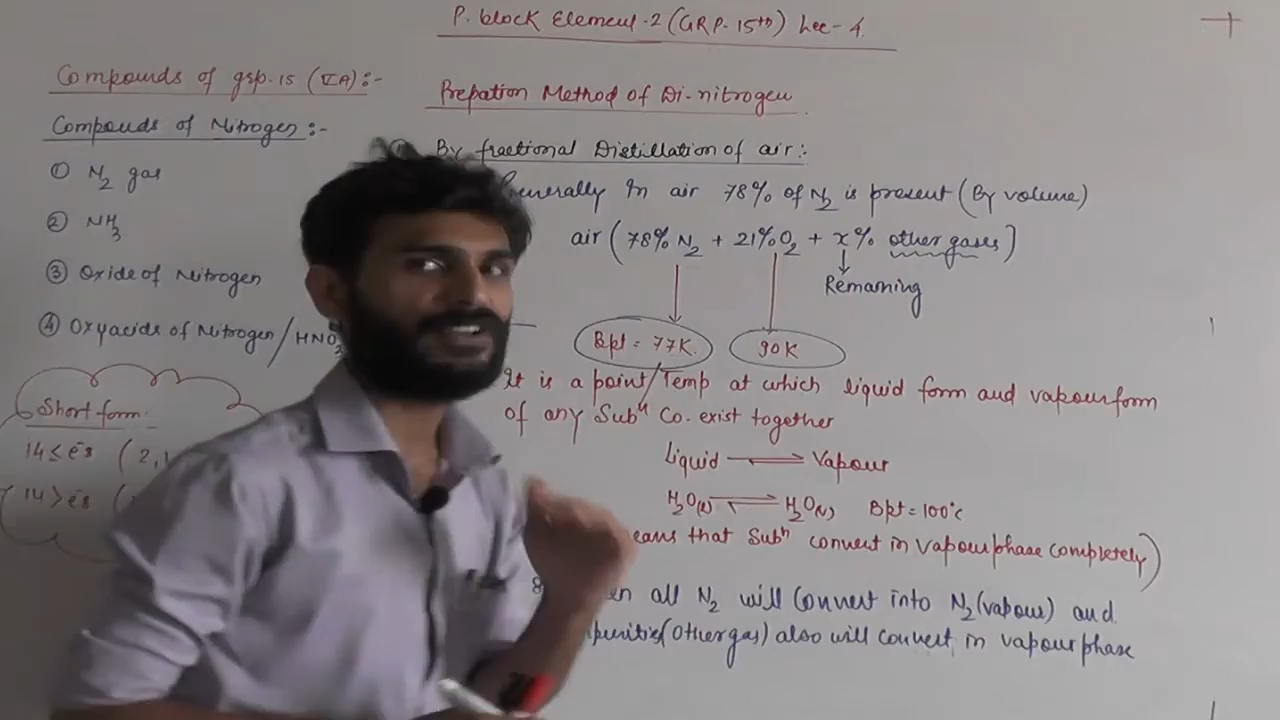 P. block Element-2 (GRP-15th) Lec-4.
Compounds of grp.15 (VA):-
Compouds of Nitrogen:-
① N2 gas
② NH3
③ Oxide of Nitrogen
④ Oxyacids of Nitrogen/HNO3
Short form:
14≤e̅s (2,1
14>e̅s (
Prepation Method of Di-nitrogen
By fractional Distillation of air:
Generally In air 78% of N2 is present (By volume)
air (78% N2 + 21% O2 + x% other gases)
Remaning
Bpt = 77K.
90K
It is a point/Temp at which liquid form and vapour form
of any Subn Co. exist together
Liquid ⇌ Vapour
H2O(l) ⇌ H2O(v) Bpt = 100°c
eans that Subn convert in vapour phase completely)
en all N2 will convert into N2(vapour) and
purities(Other gas) also will convert in vapour phase